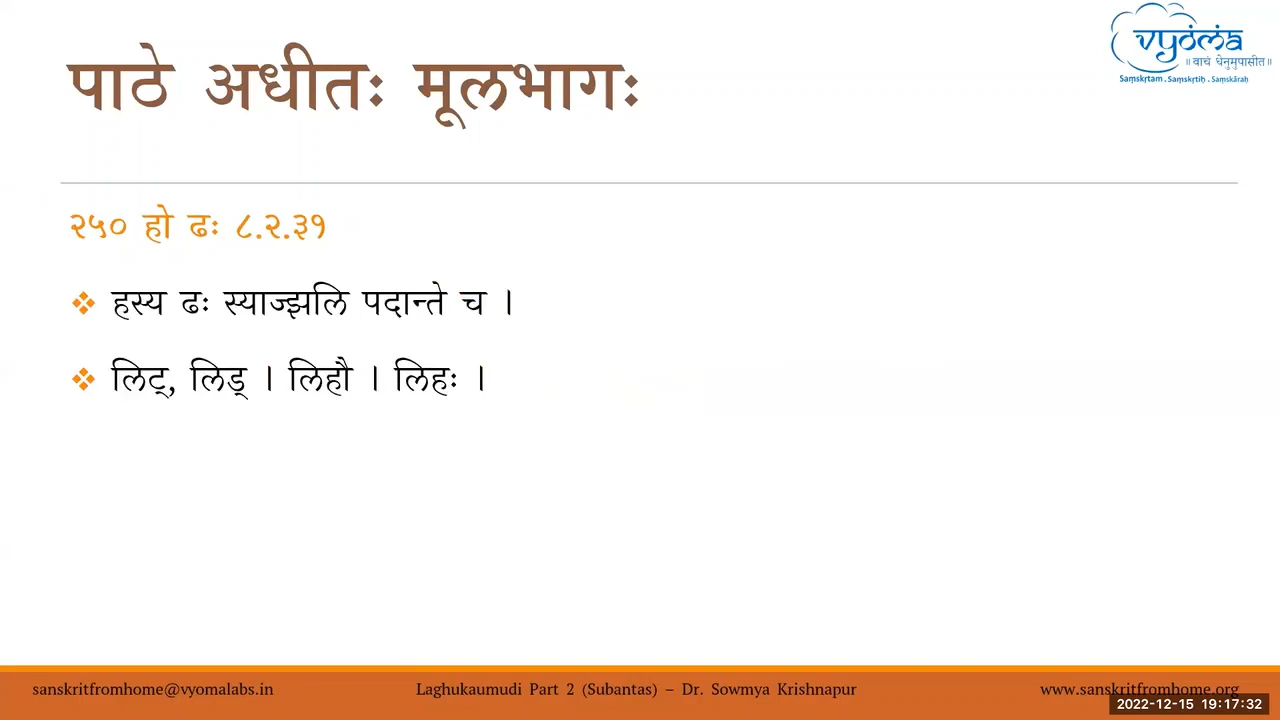 पाठे अधीतः मूलभागः
vyoma
॥ वाचं धेनुमुपासीत ॥
Saṃskṛtam . Saṃskṛtiḥ . Saṃskāraḥ
२५० हो ढः ८.२.३१
❖ हस्य ढः स्याज्झलि पदान्ते च ।
❖ लिट्, लिड् । लिहौ । लिहः ।
sanskritfromhome@vyomalabs.in
Laghukaumudi Part 2 (Subantas) – Dr. Sowmya Krishnapur
www.sanskritfromhome.org
2022-12-15 19:17:32